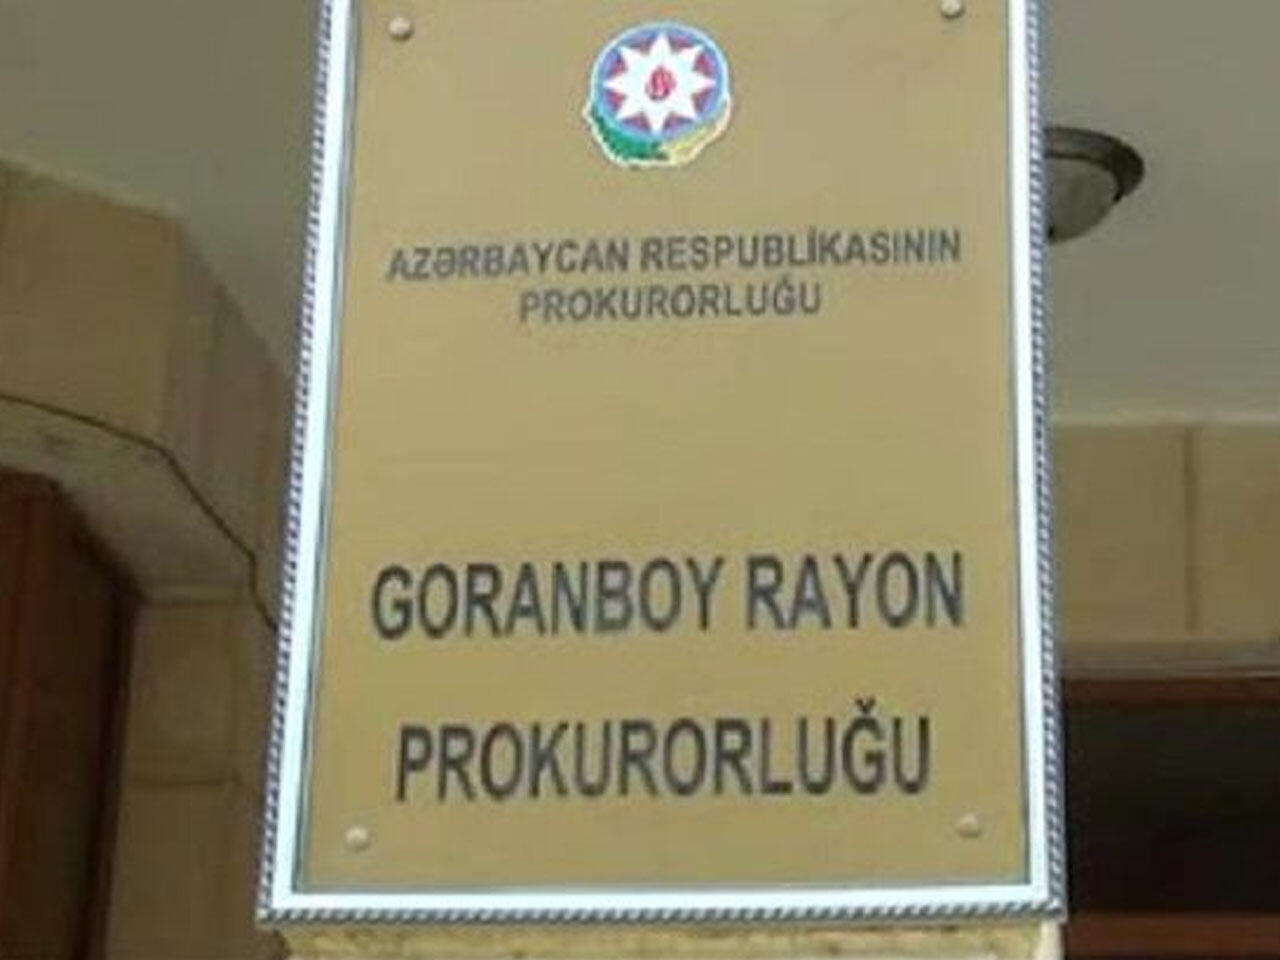 AZƏRBAYCAN RESPUBLİKASININ
PROKURORLUĞU
GORANBOY RAYON
PROKURORLUĞU